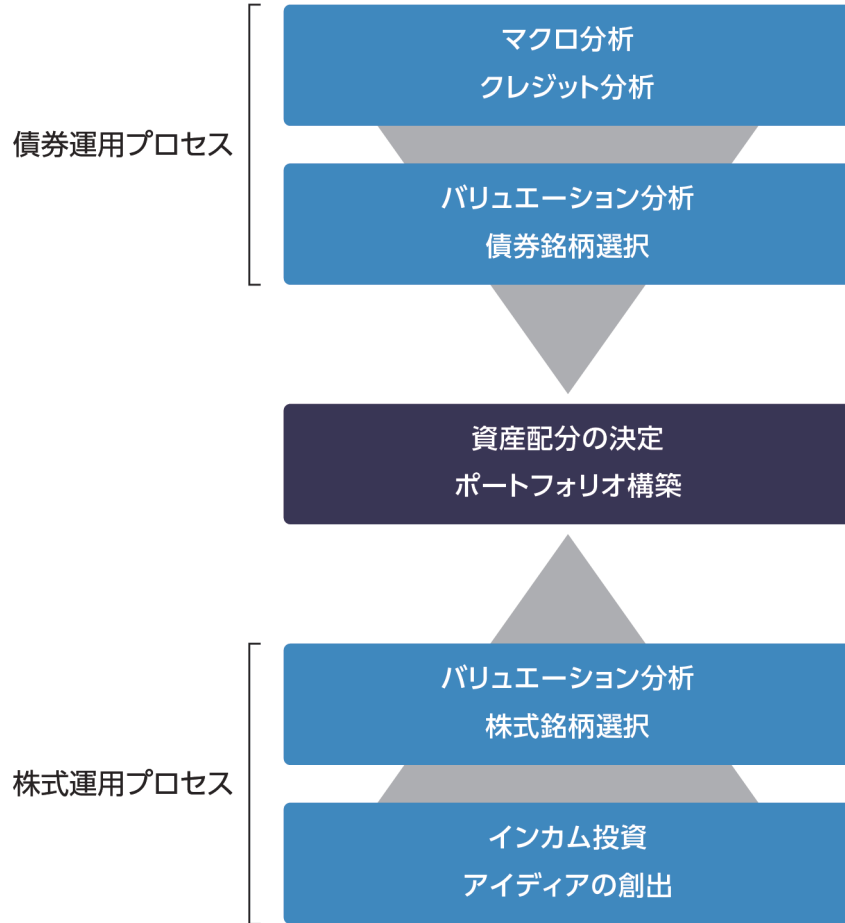 マクロ分析
クレジット分析
債券運用プロセス
バリュエーション分析
債券銘柄選択
資産配分の決定
ポートフォリオ構築
バリュエーション分析
株式銘柄選択
株式運用プロセス
インカム投資
アイディアの創出